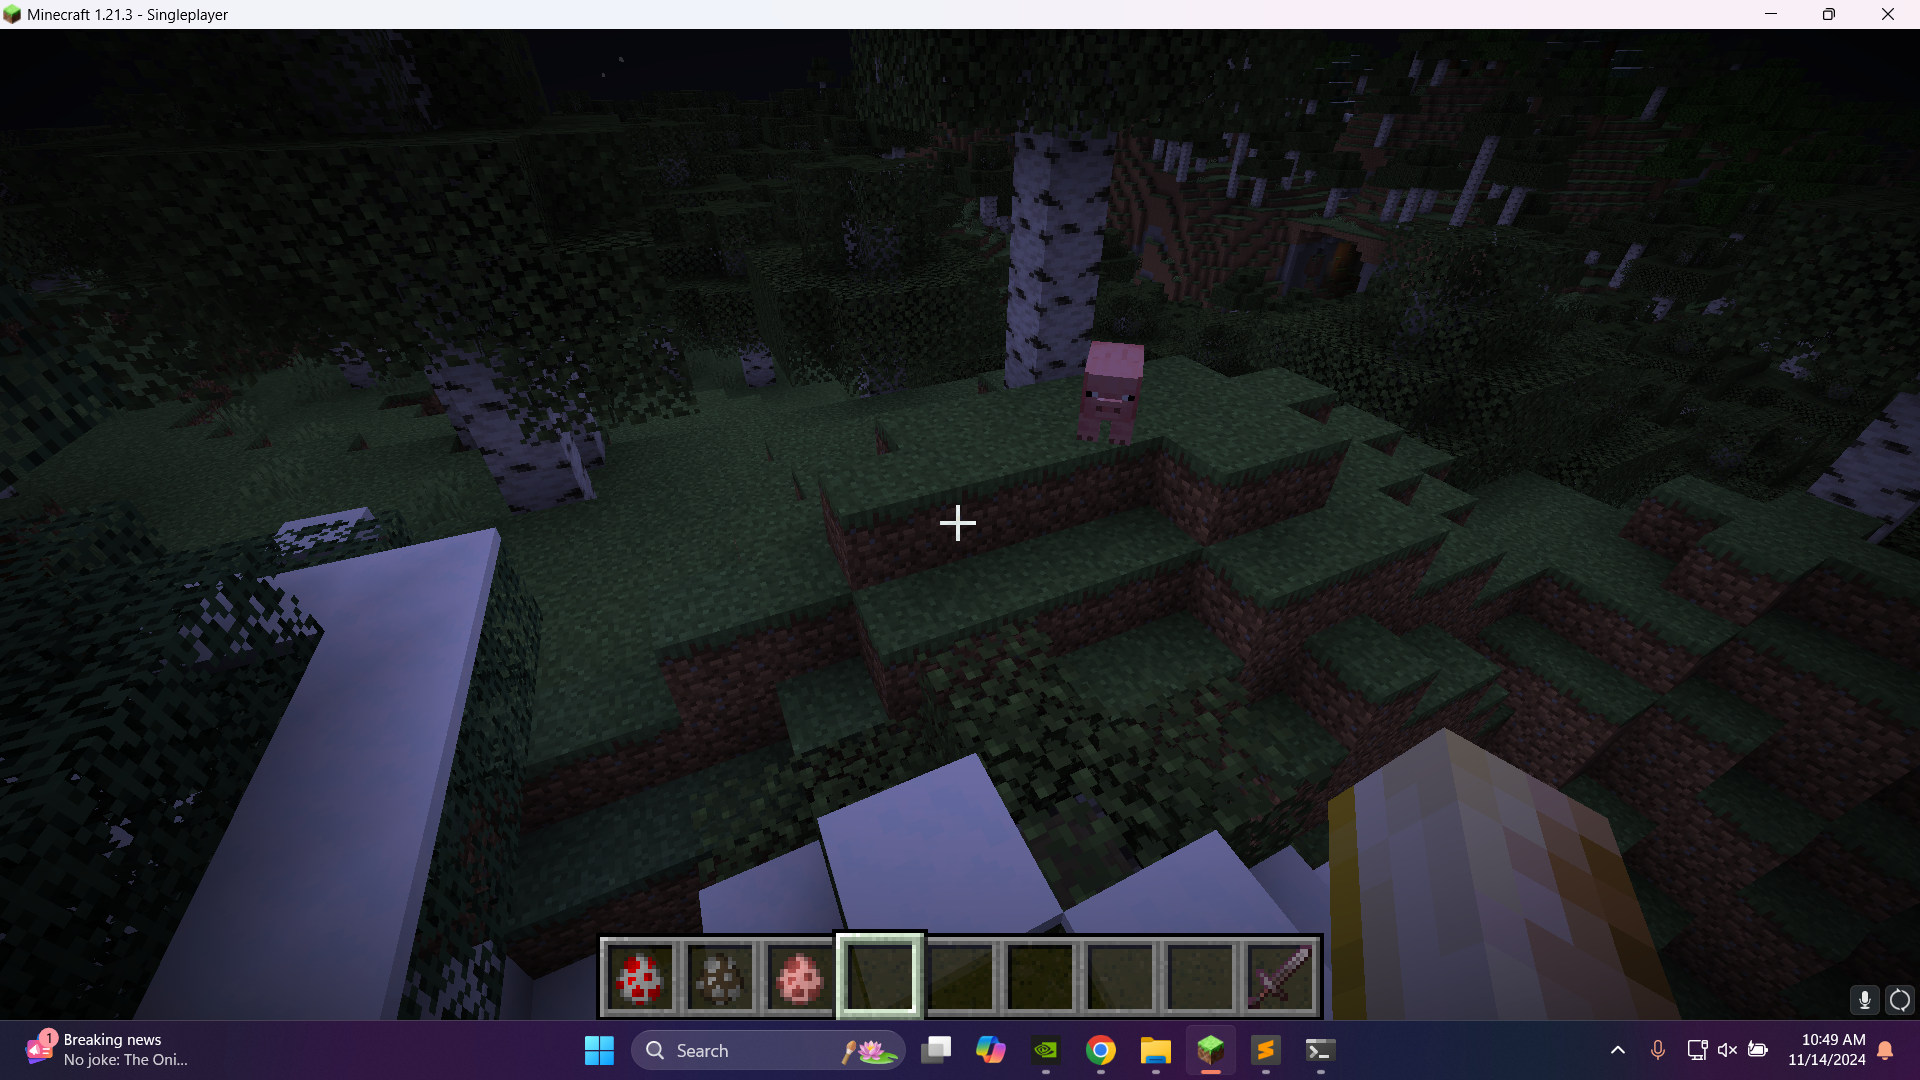 Minecraft 1.21.3 - Singleplayer
1
Breaking news
No joke: The Oni...
Search
10:49 AM
11/14/2024